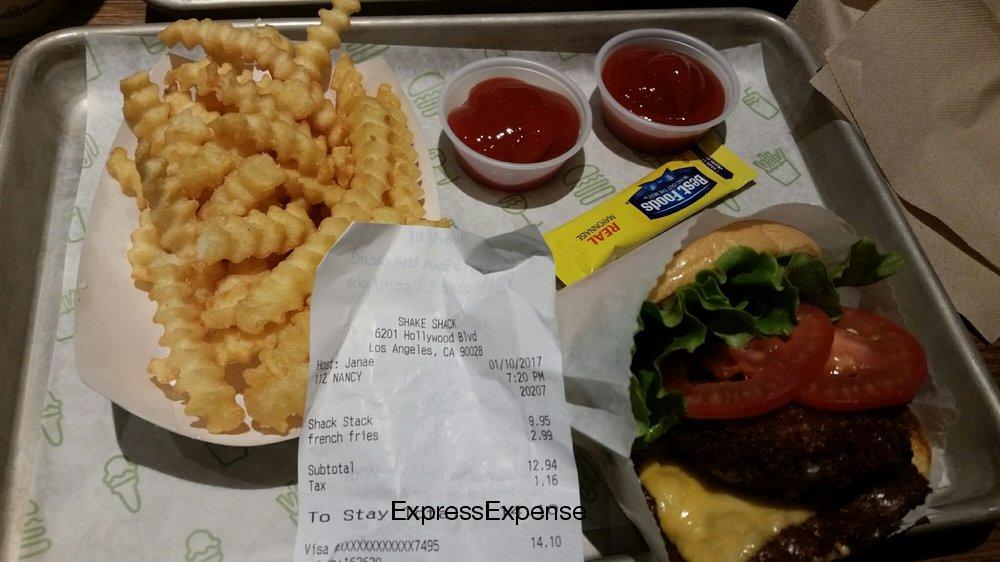 Best Foods
REAL
MAYONNAISE
SHAKE SHACK
6201 Hollywood Blvd
Los Angeles, CA 90028
Host: Janae 01/10/2017
112 NANCY 7:20 PM
20207
Shack Stack 9.95
french fries 2.99
Subtotal 12.94
Tax 1.16
To Stay
ExpressExpense
Visa #XXXXXXXXXXXX7495 14.10